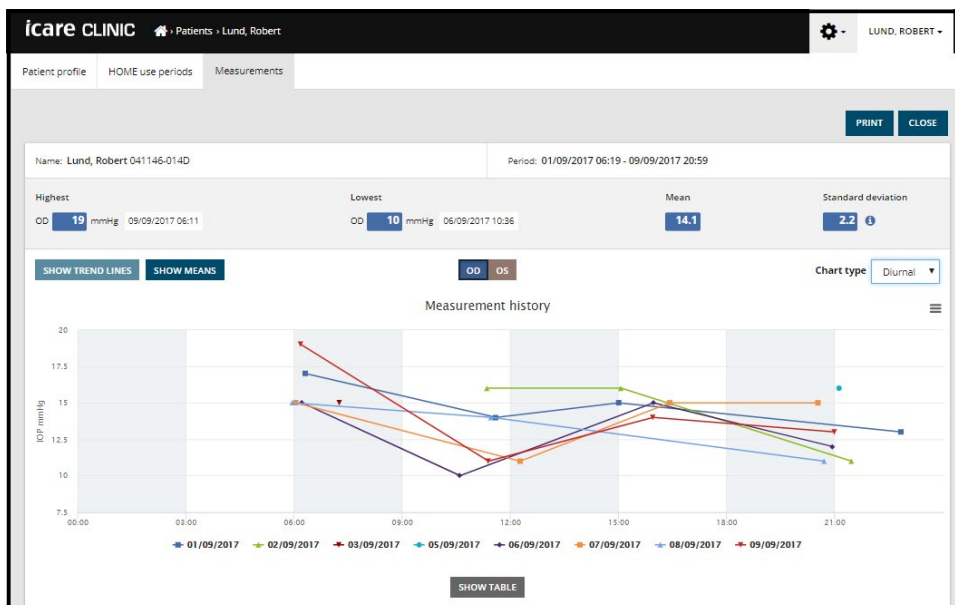 icare CLINIC › Patients › Lund, Robert LUND, ROBERT
Patient profile HOME use periods Measurements
PRINT CLOSE
Name: Lund, Robert 041146-014D Period: 01/09/2017 06:19 - 09/09/2017 20:59
Highest Lowest Mean Standard deviation
OD 19 mmHg 09/09/2017 06:11 OD 10 mmHg 06/09/2017 10:36 14.1 2.2 i
SHOW TREND LINES SHOW MEANS OD OS Chart type Diurnal
Measurement history
20
17.5
15
12.5
10
7.5
IOP mmHg
00:00 03:00 06:00 09:00 12:00 15:00 18:00 21:00
01/09/2017 02/09/2017 03/09/2017 05/09/2017 06/09/2017 07/09/2017 08/09/2017 09/09/2017
SHOW TABLE